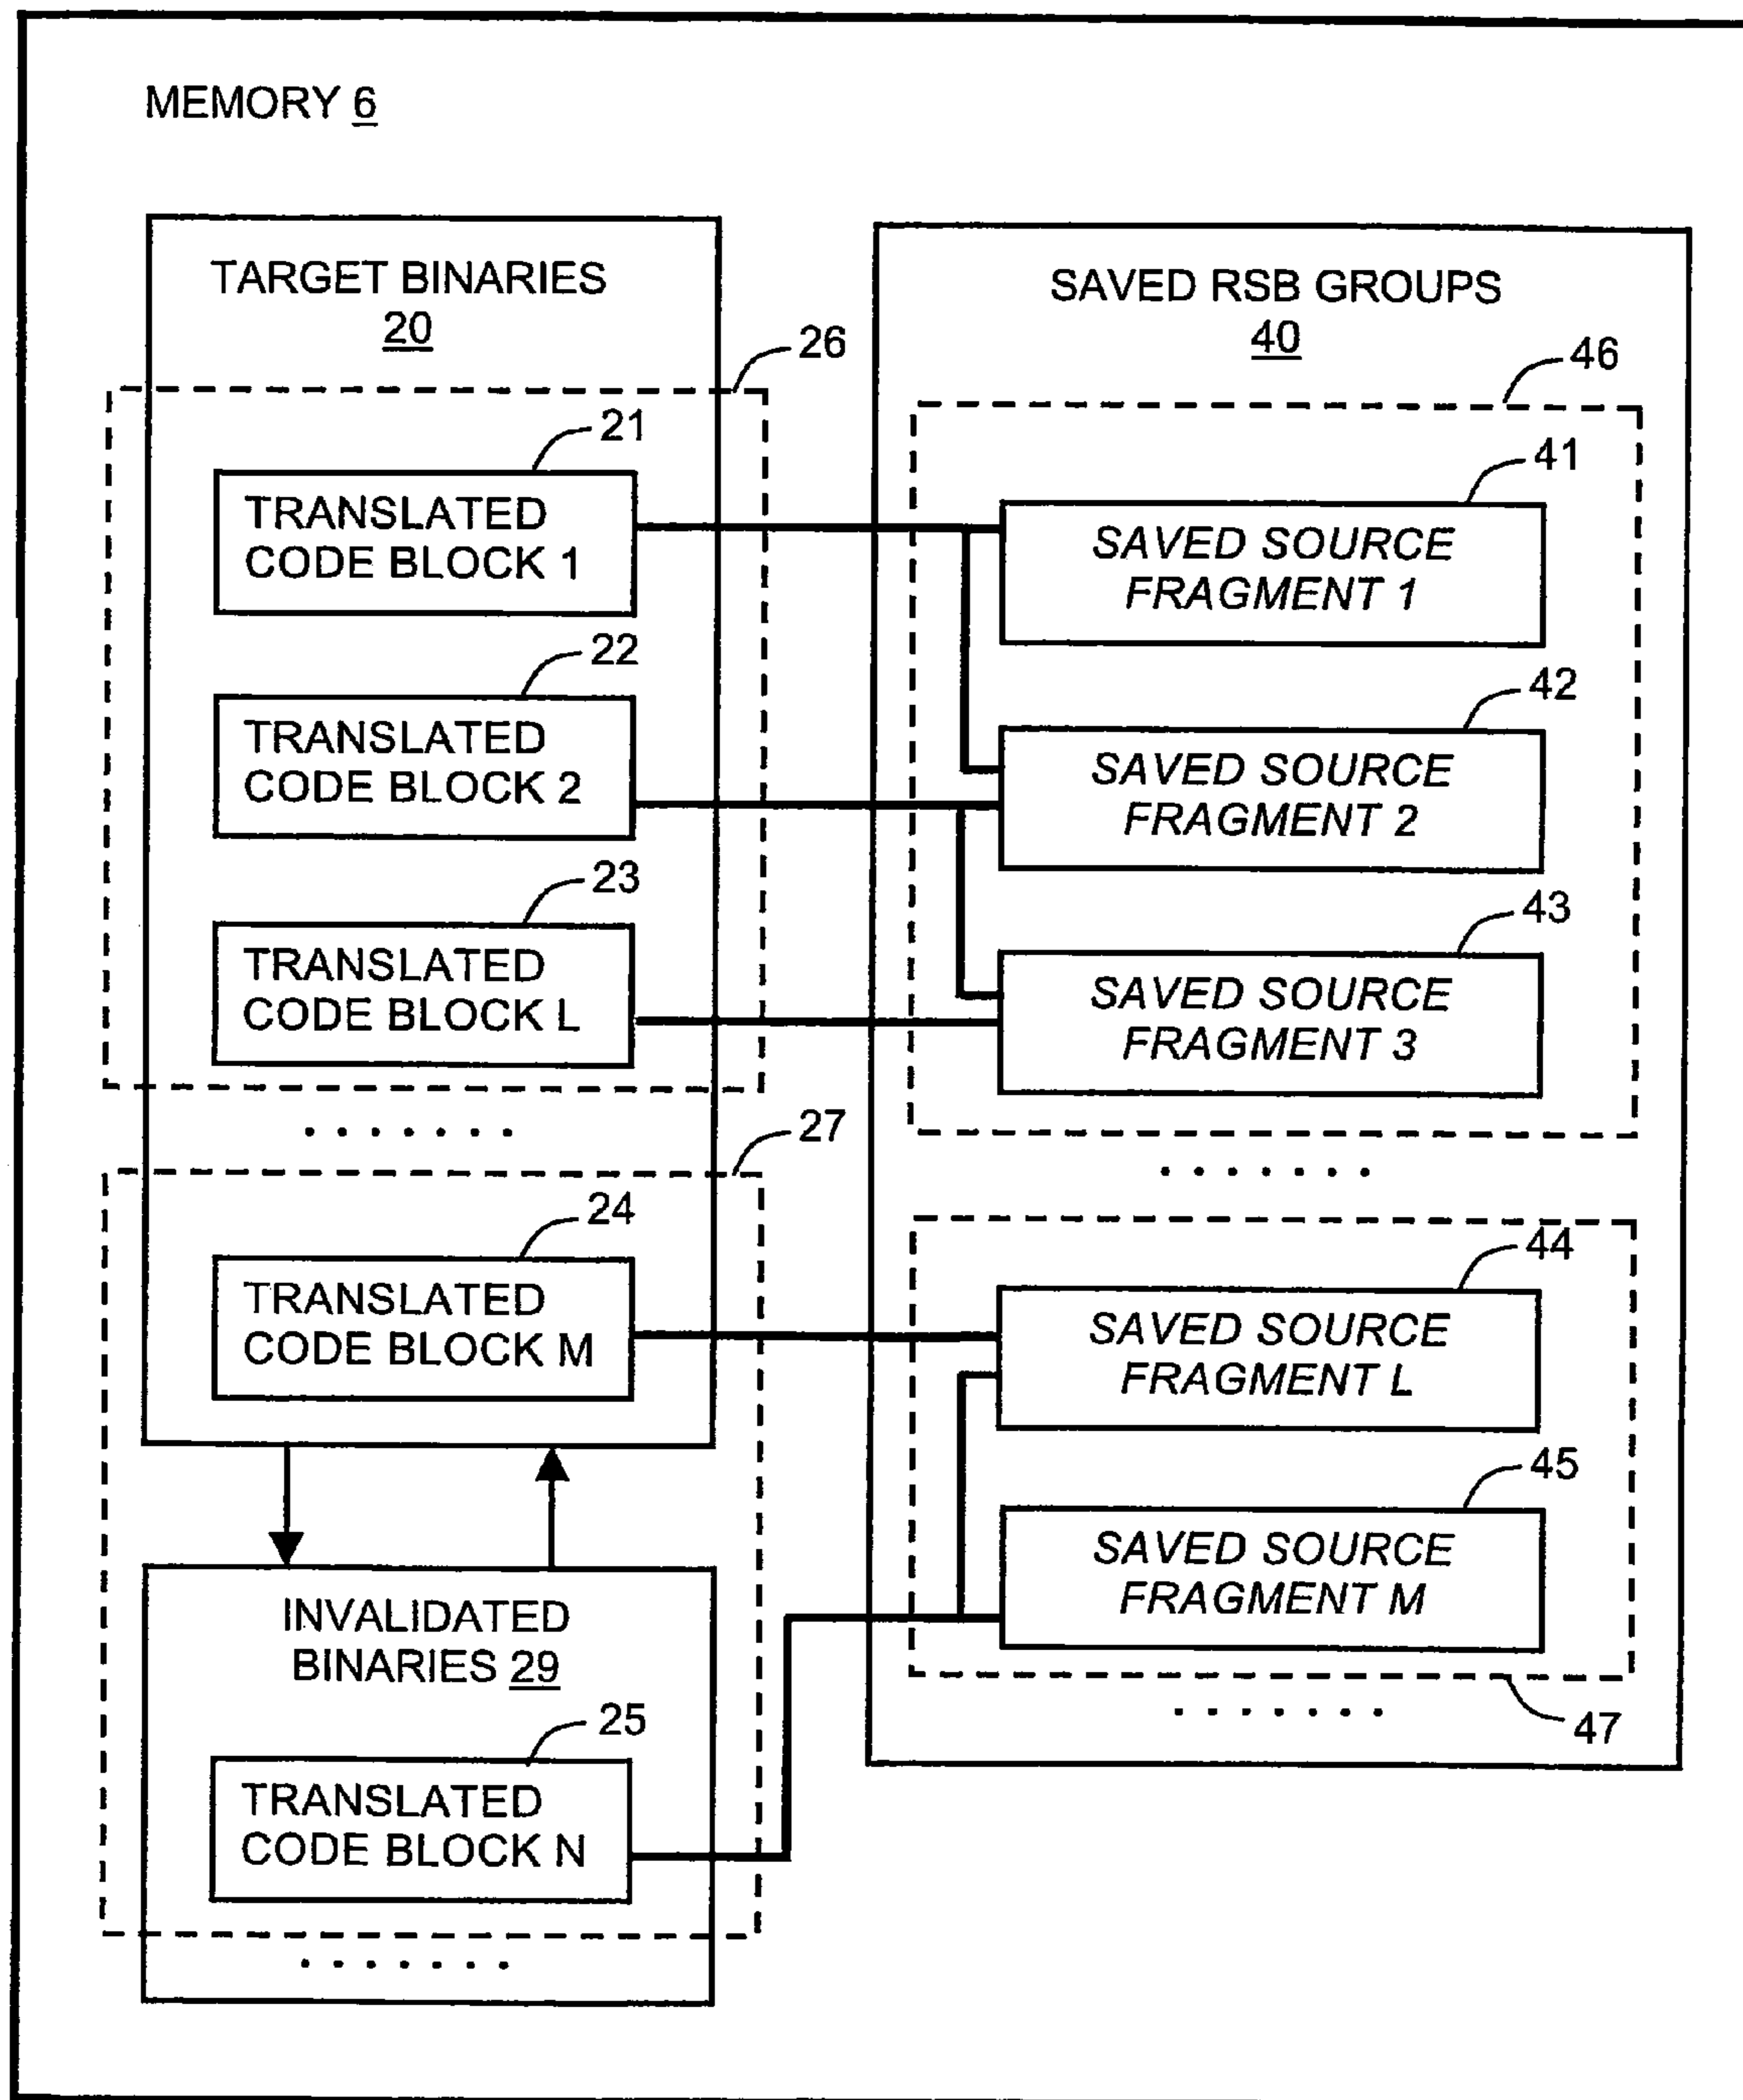 MEMORY 6
TARGET BINARIES
20
26
21
TRANSLATED
CODE BLOCK 1
22
TRANSLATED
CODE BLOCK 2
23
TRANSLATED
CODE BLOCK L
. . . . . . .
27
24
TRANSLATED
CODE BLOCK M
INVALIDATED
BINARIES 29
25
TRANSLATED
CODE BLOCK N
. . . . . . .
SAVED RSB GROUPS
40
46
41
SAVED SOURCE
FRAGMENT 1
42
SAVED SOURCE
FRAGMENT 2
43
SAVED SOURCE
FRAGMENT 3
. . . . . . .
44
SAVED SOURCE
FRAGMENT L
45
SAVED SOURCE
FRAGMENT M
. . . . . . .
47